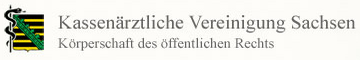 Kassenärztliche Vereinigung Sachsen
Körperschaft des öffentlichen Rechts